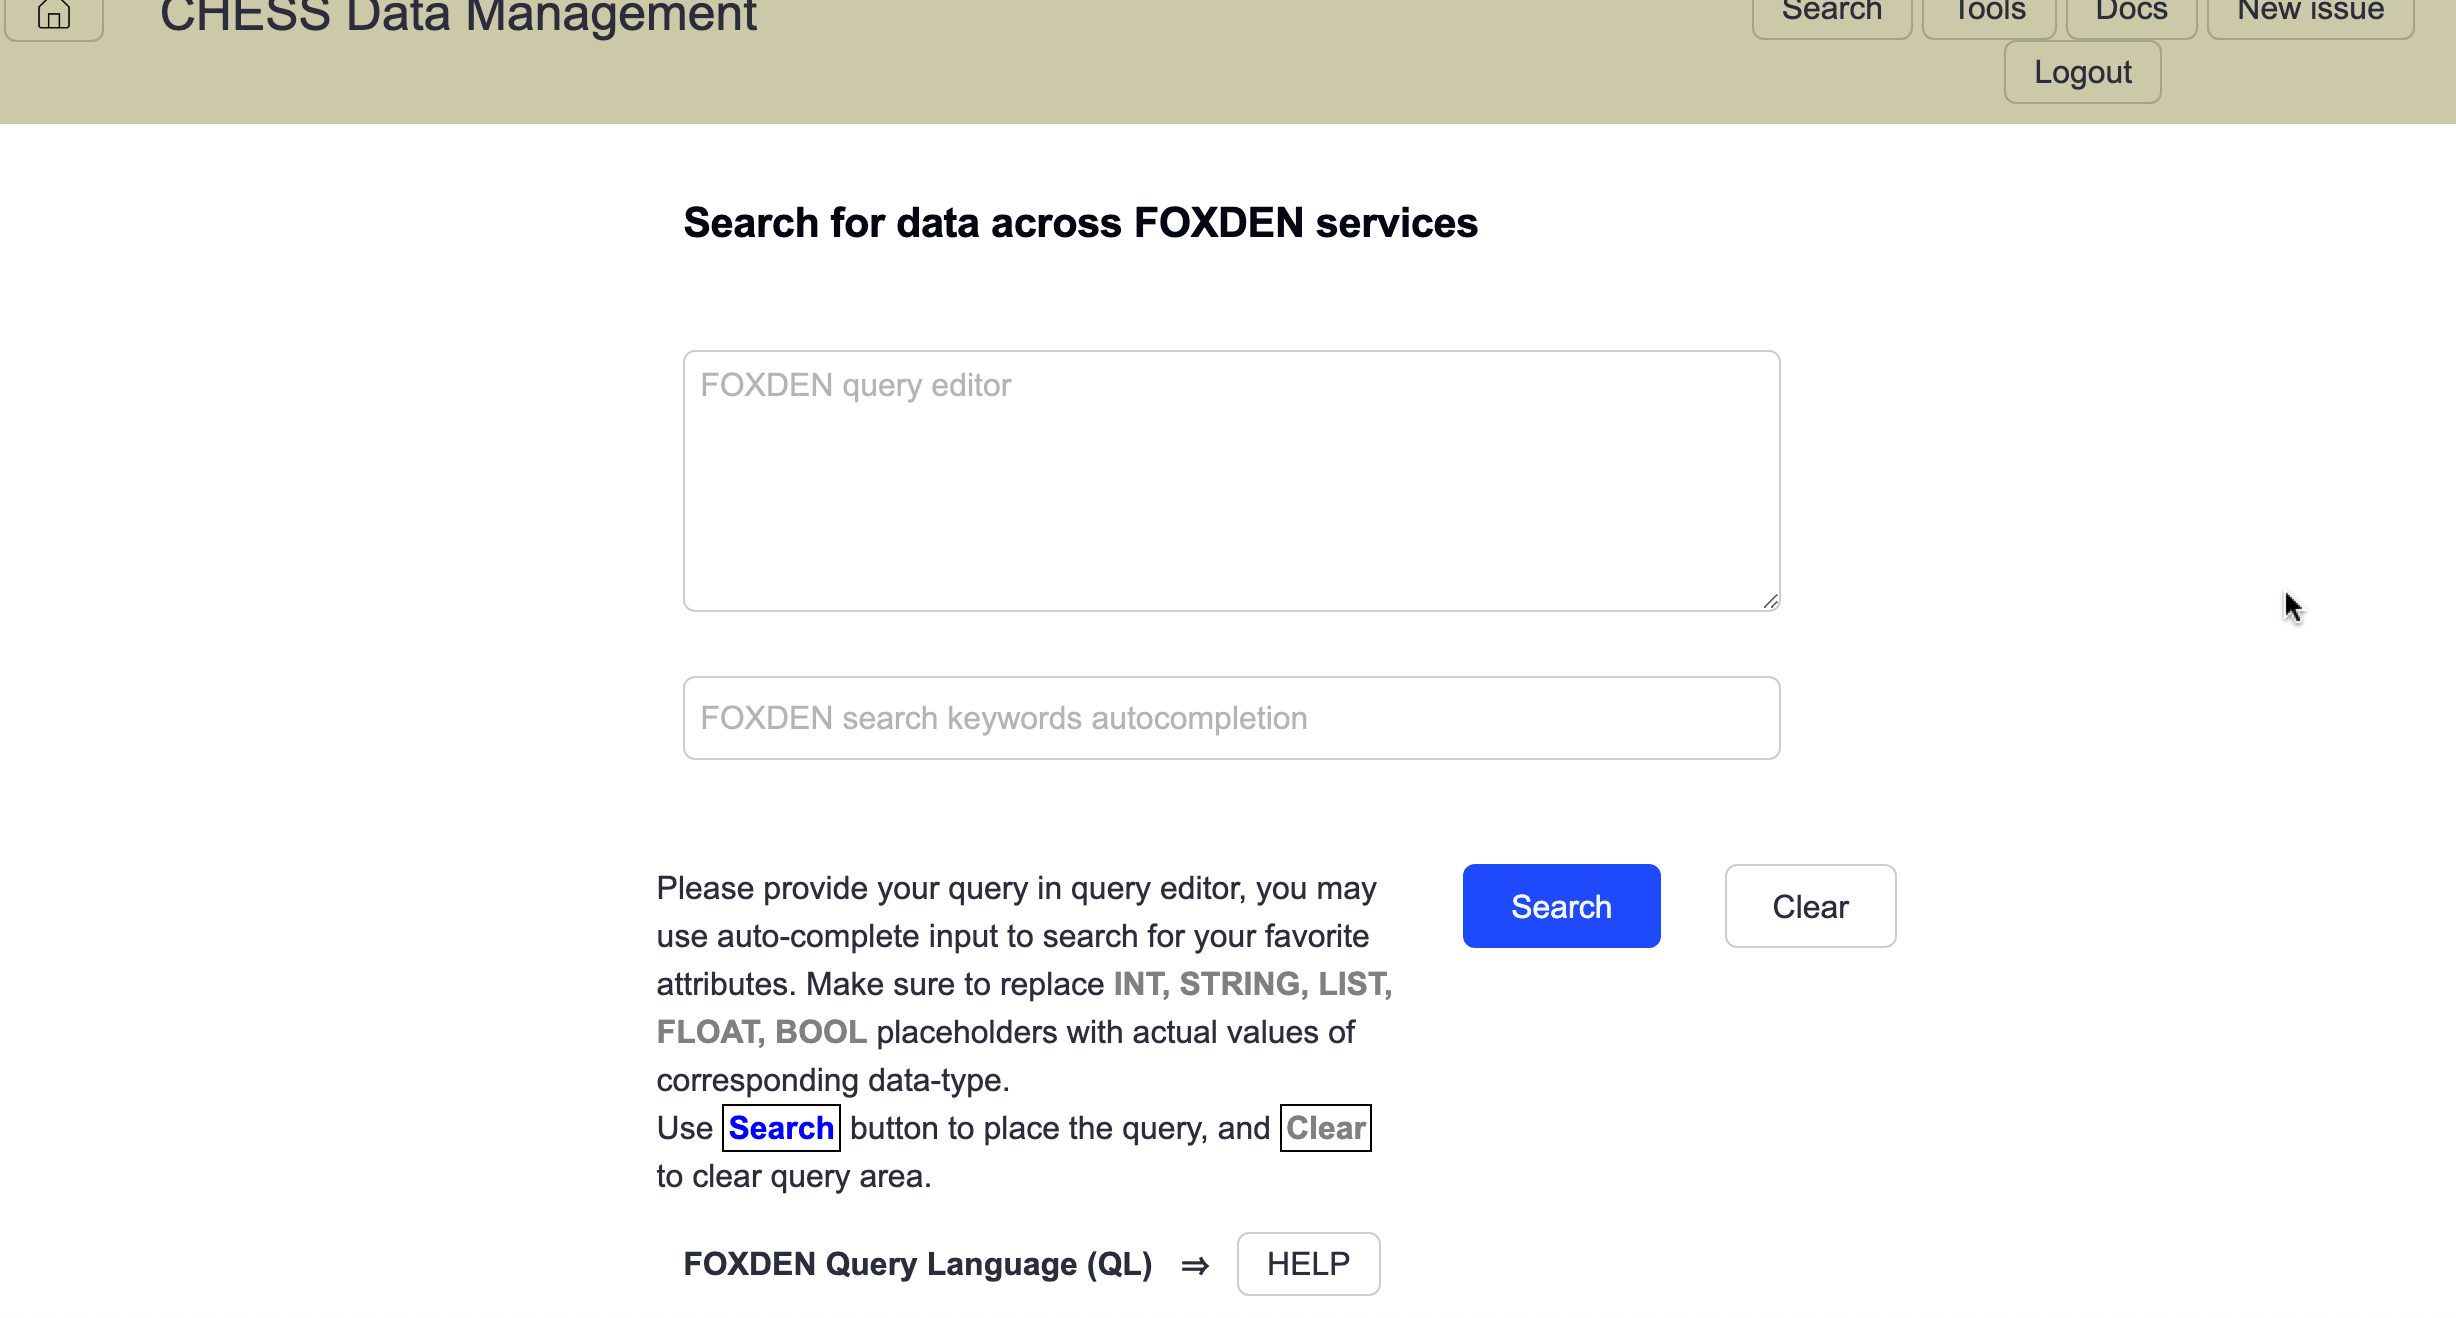 CHESS Data Management
Search Tools Docs New issue
Logout
Search for data across FOXDEN services
FOXDEN query editor
FOXDEN search keywords autocompletion
Please provide your query in query editor, you may
use auto-complete input to search for your favorite
attributes. Make sure to replace INT, STRING, LIST,
FLOAT, BOOL placeholders with actual values of
corresponding data-type.
Use Search button to place the query, and Clear
to clear query area.
Search Clear
FOXDEN Query Language (QL) ⇒ HELP